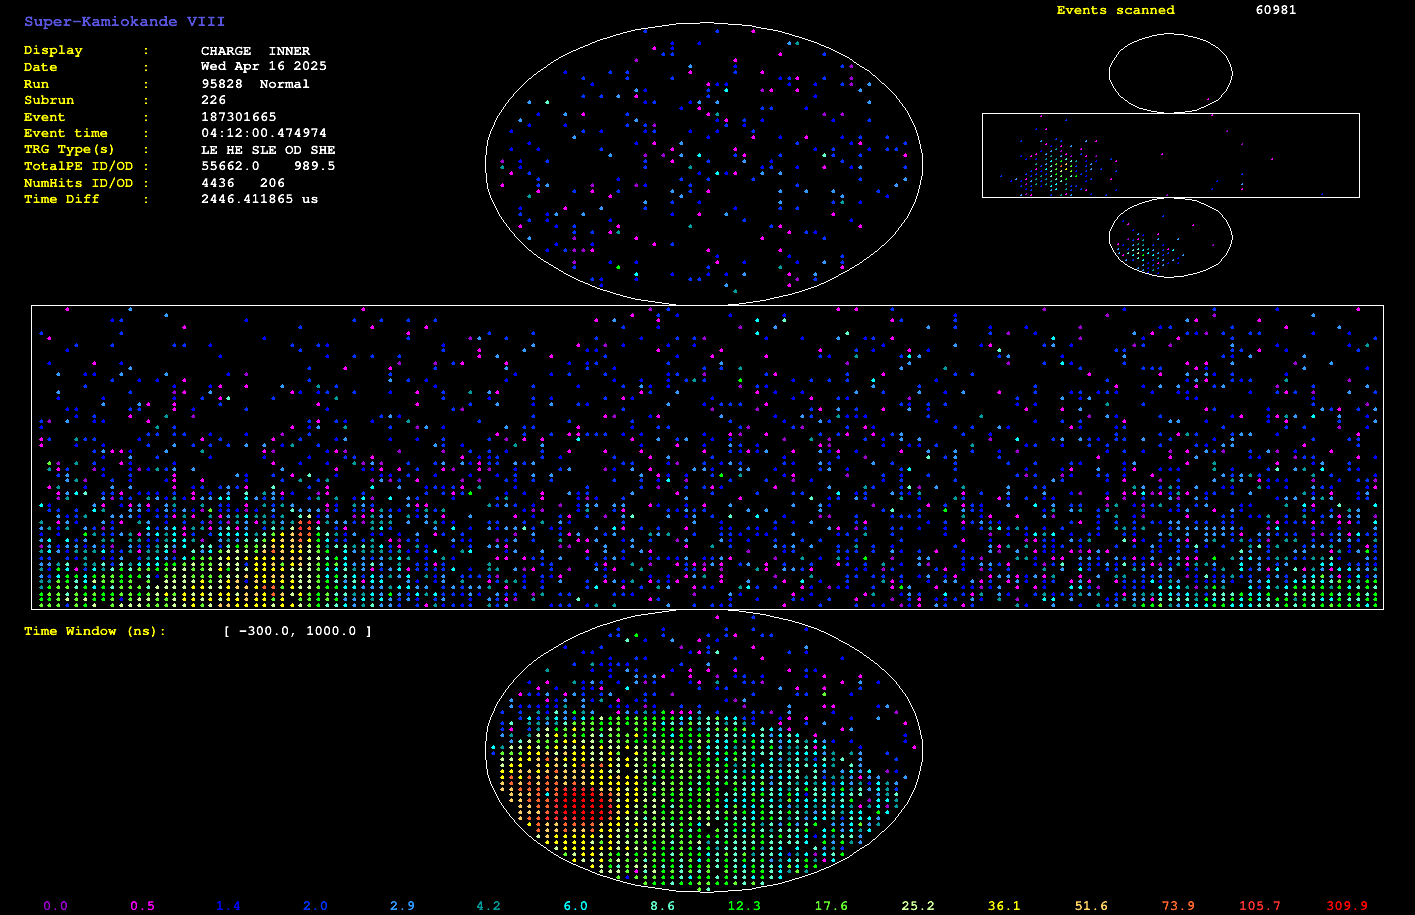 Super-Kamiokande VIII
Events scanned 60981
Display : CHARGE INNER
Date : Wed Apr 16 2025
Run : 95828 Normal
Subrun : 226
Event : 187301665
Event time : 04:12:00.474974
TRG Type(s) : LE HE SLE OD SHE
TotalPE ID/OD : 55662.0 989.5
NumHits ID/OD : 4436 206
Time Diff : 2446.411865 us
Time Window (ns): [ -300.0, 1000.0 ]
0.0 0.5 1.4 2.0 2.9 4.2 6.0 8.6 12.3 17.6 25.2 36.1 51.6 73.9 105.7 309.9